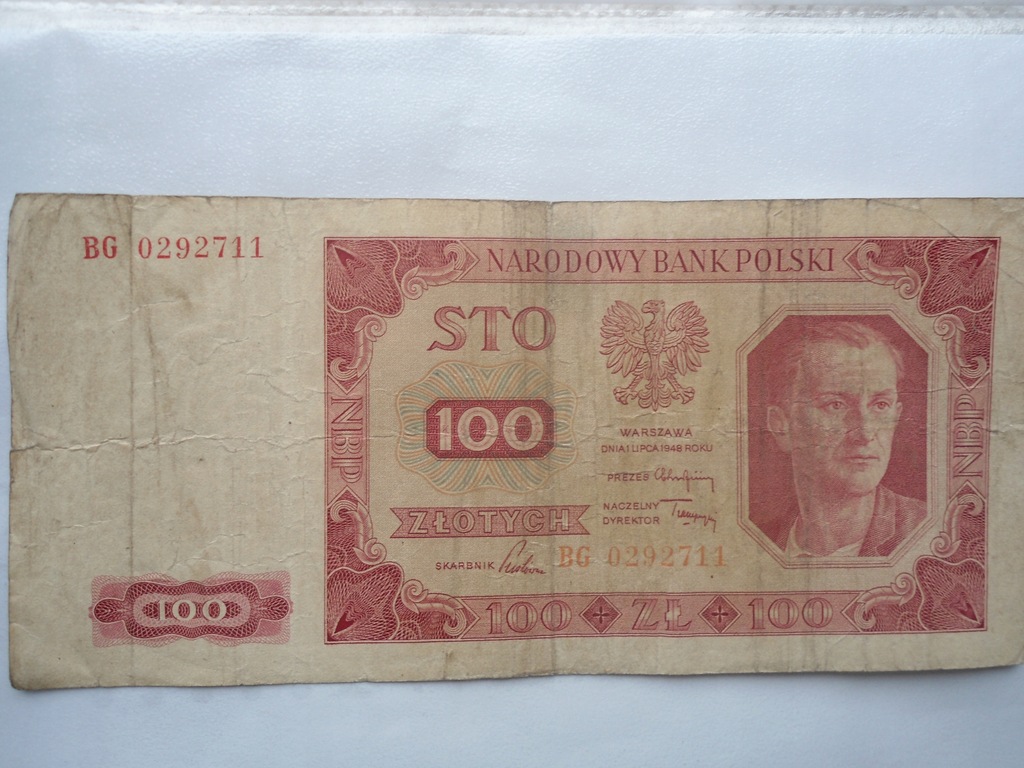 BG 0292711
NARODOWY BANK POLSKI
STO
100
ZŁOTYCH
WARSZAWA
DNIA 1 LIPCA 1948 ROKU
PREZES
NACZELNY
DYREKTOR
SKARBNIK
BG 0292711
NBP
NBP
100
100 ZŁ 100